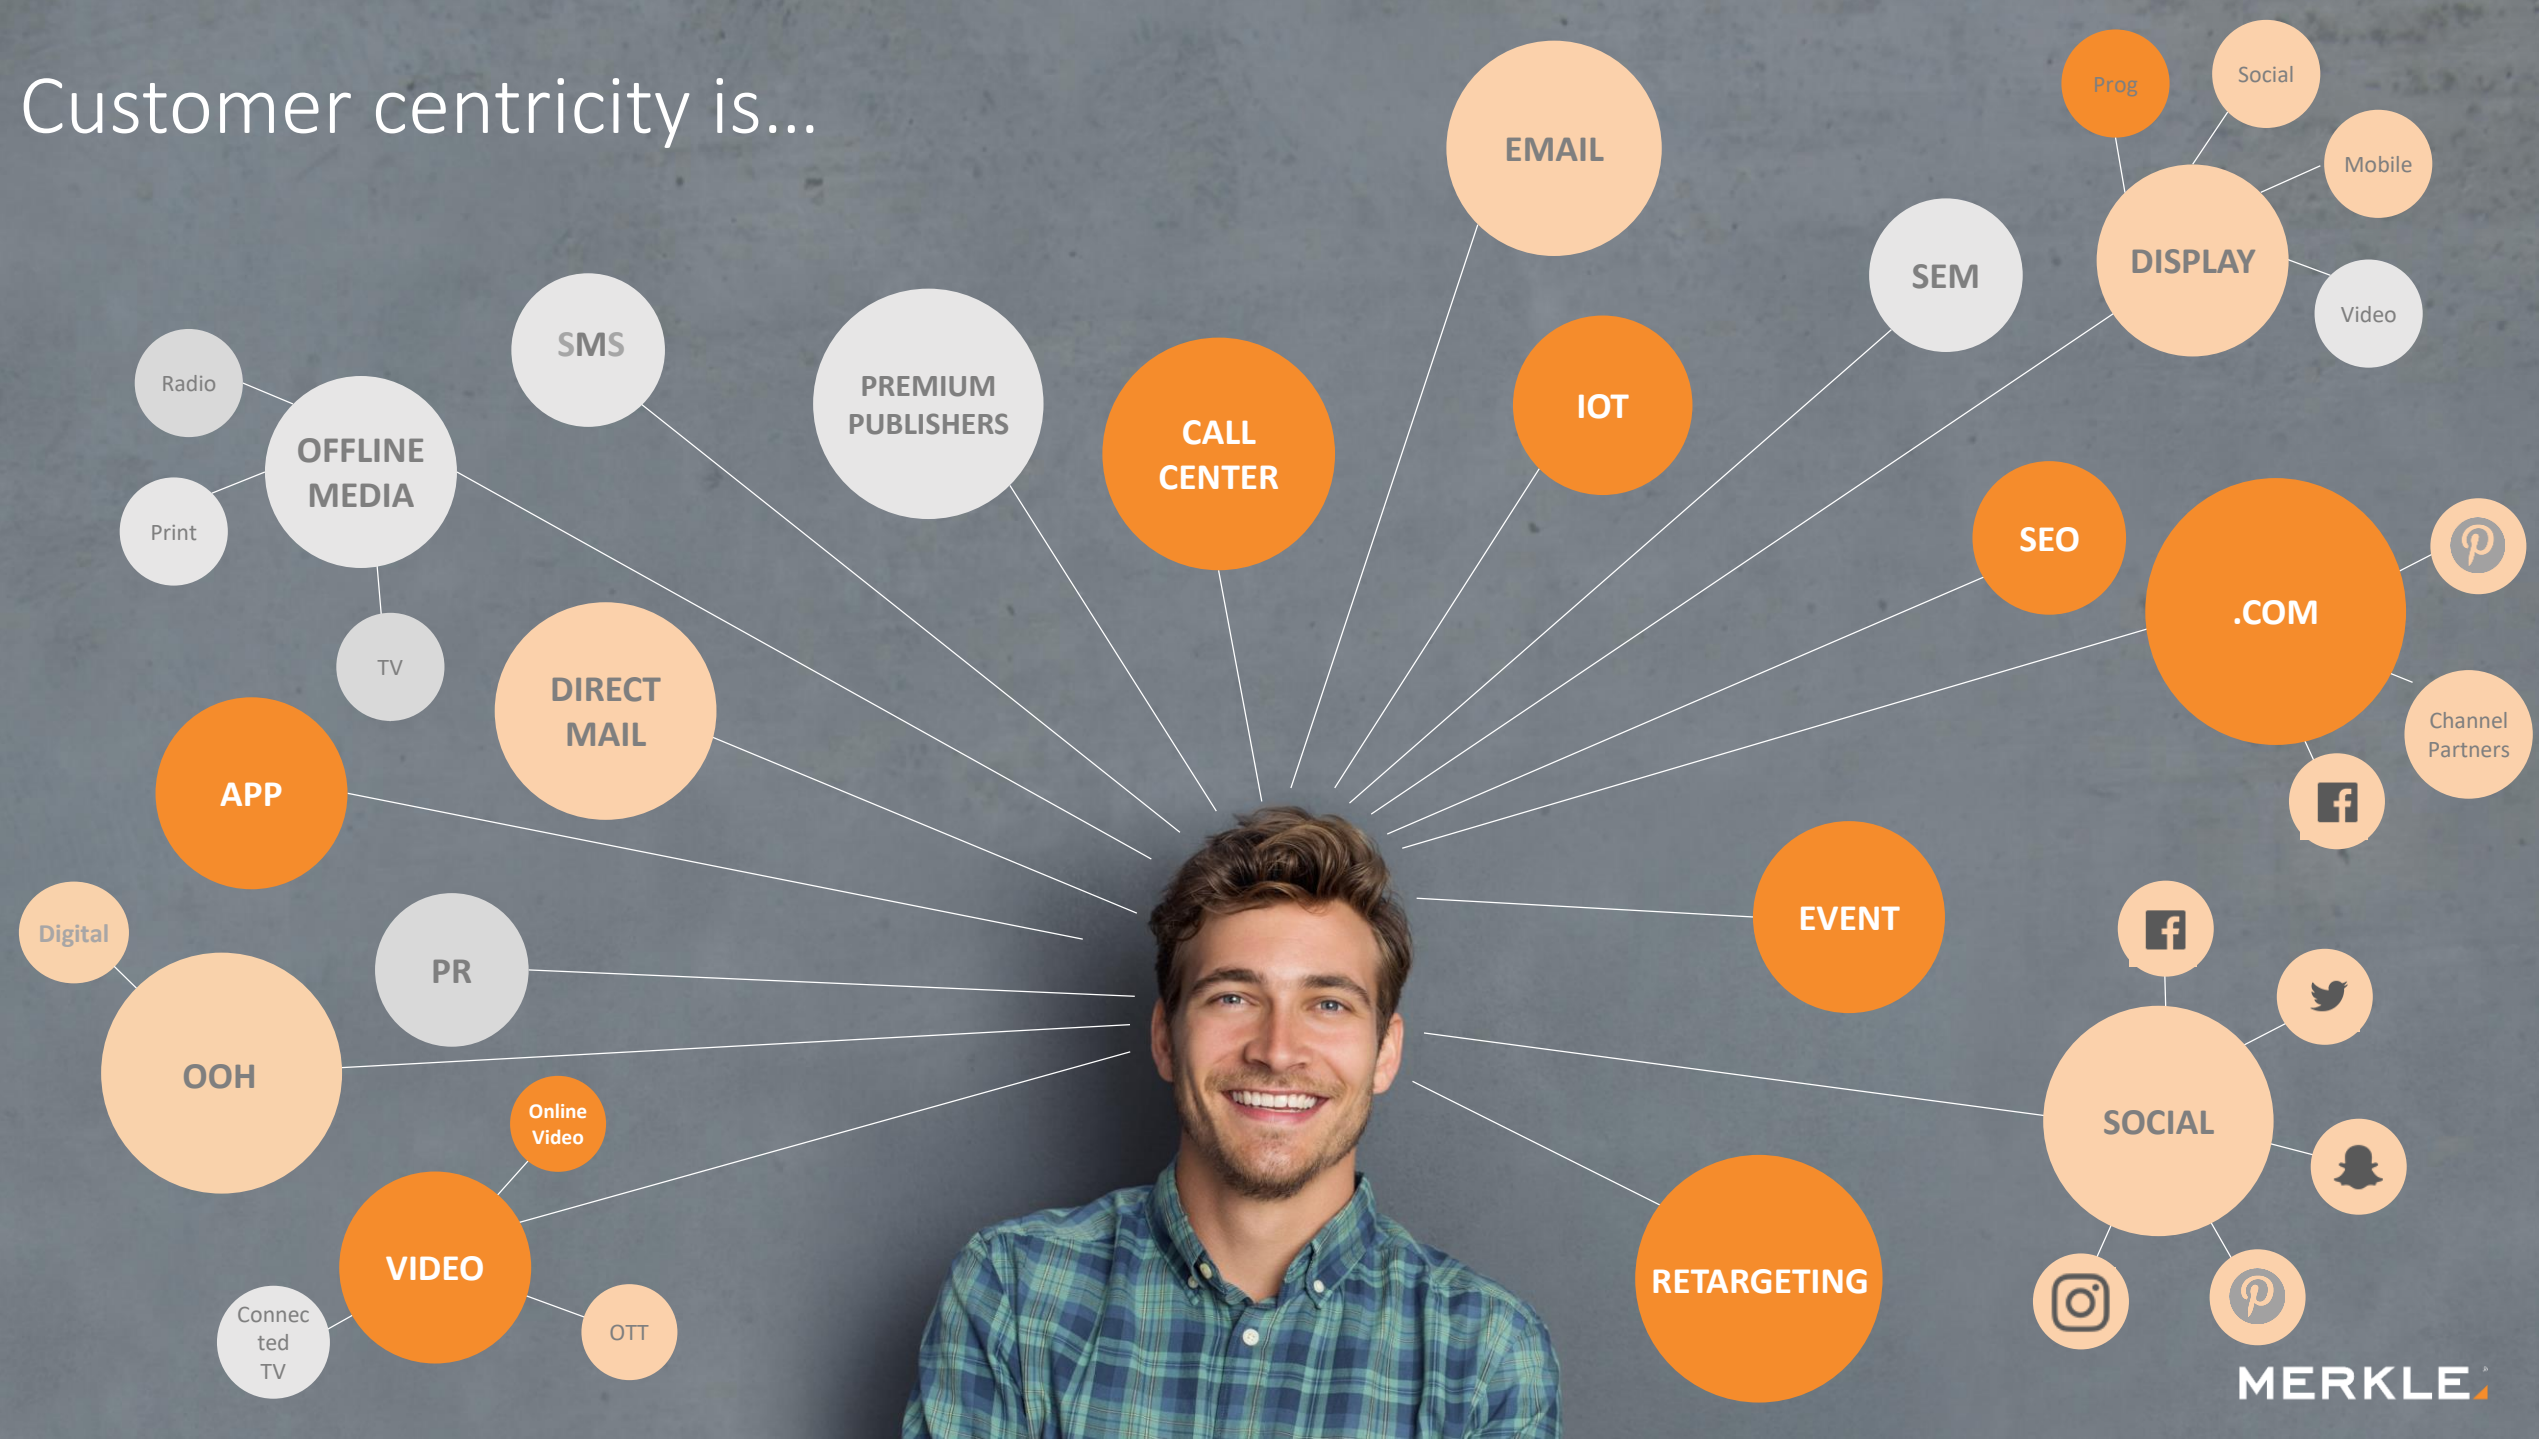 Customer centricity is...
EMAIL
Prog
Social
Mobile
DISPLAY
Video
SEM
SMS
PREMIUM
PUBLISHERS
CALL
CENTER
IOT
Radio
OFFLINE
MEDIA
Print
TV
SEO
.COM
Channel
Partners
DIRECT
MAIL
APP
EVENT
Digital
PR
OOH
Online
Video
VIDEO
Connec
ted
TV
OTT
SOCIAL
RETARGETING
MERKLE